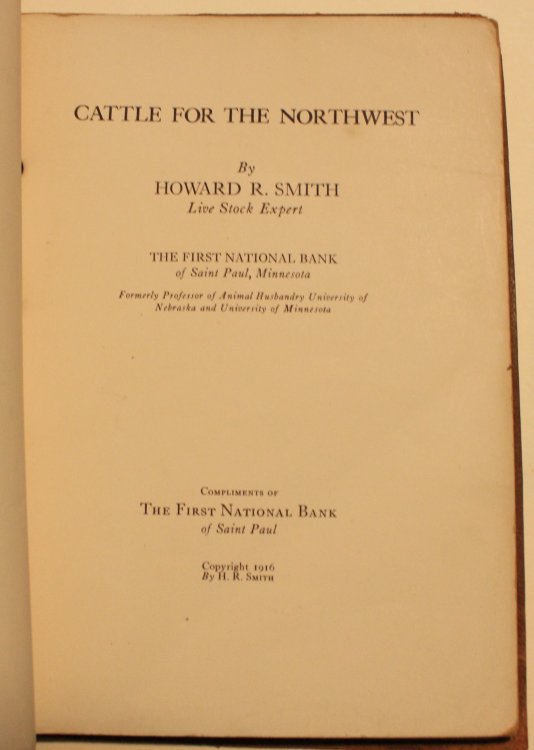 CATTLE FOR THE NORTHWEST
By
HOWARD R. SMITH
Live Stock Expert
THE FIRST NATIONAL BANK
of Saint Paul, Minnesota
Formerly Professor of Animal Husbandry University of
Nebraska and University of Minnesota
COMPLIMENTS OF
THE FIRST NATIONAL BANK
of Saint Paul
Copyright 1916
By H. R. SMITH